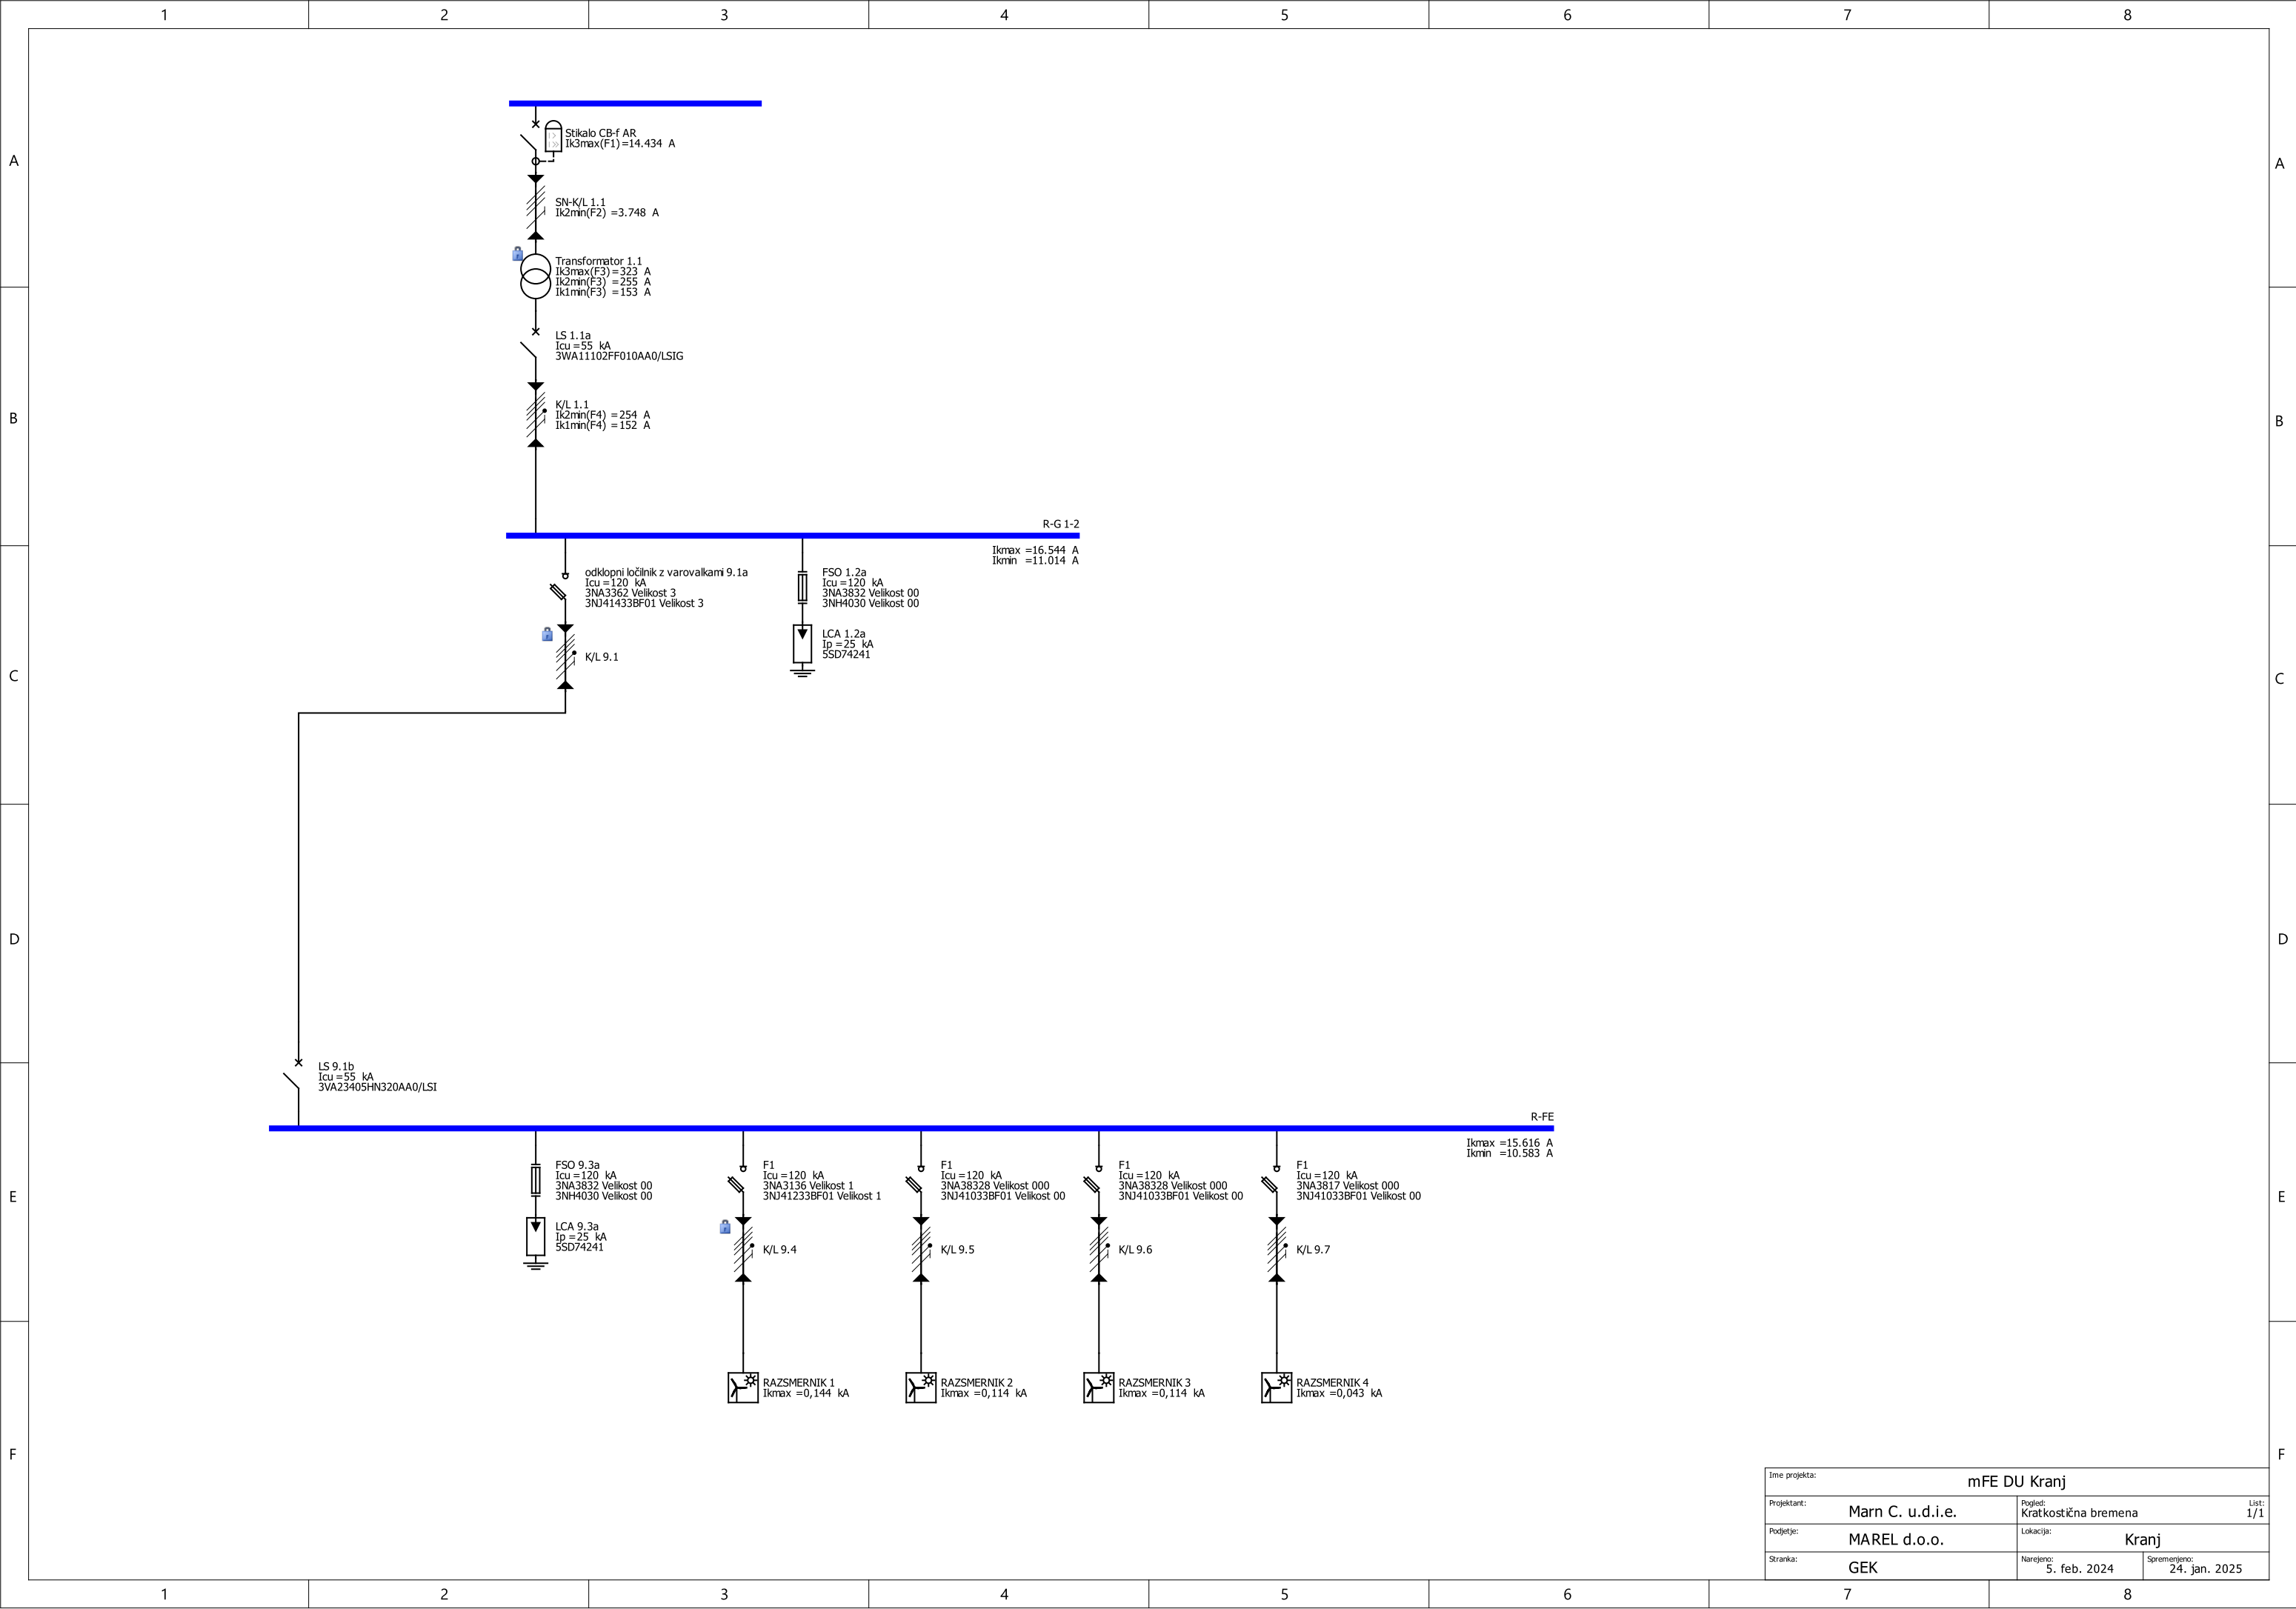 1 2 3 4 5 6 7 8
A A
Stikalo CB-f AR
Ik3max(F1) =14.434 A
SN-K/L 1.1
Ik2min(F2) =3.748 A
Transformator 1.1
Ik3max(F3) =323 A
Ik2min(F3) =255 A
Ik1min(F3) =153 A
LS 1.1a
Icu =55 kA
3WA11102FF010AA0/LSIG
B B
K/L 1.1
Ik2min(F4) =254 A
Ik1min(F4) =152 A
R-G 1-2
Ikmax =16.544 A
Ikmin =11.014 A
odklopni ločilnik z varovalkami 9.1a
Icu =120 kA
3NA3362 Velikost 3
3NJ41433BF01 Velikost 3
FSO 1.2a
Icu =120 kA
3NA3832 Velikost 00
3NH4030 Velikost 00
LCA 1.2a
Ip =25 kA
5SD74241
K/L 9.1
C C
D D
LS 9.1b
Icu =55 kA
3VA23405HN320AA0/LSI
R-FE
Ikmax =15.616 A
Ikmin =10.583 A
FSO 9.3a
Icu =120 kA
3NA3832 Velikost 00
3NH4030 Velikost 00
F1
Icu =120 kA
3NA3136 Velikost 1
3NJ41233BF01 Velikost 1
F1
Icu =120 kA
3NA38328 Velikost 000
3NJ41033BF01 Velikost 00
F1
Icu =120 kA
3NA38328 Velikost 000
3NJ41033BF01 Velikost 00
F1
Icu =120 kA
3NA3817 Velikost 000
3NJ41033BF01 Velikost 00
E E
LCA 9.3a
Ip =25 kA
5SD74241
K/L 9.4
K/L 9.5
K/L 9.6
K/L 9.7
RAZSMERNIK 1
Ikmax =0,144 kA
RAZSMERNIK 2
Ikmax =0,114 kA
RAZSMERNIK 3
Ikmax =0,114 kA
RAZSMERNIK 4
Ikmax =0,043 kA
F F
Ime projekta:
mFE DU Kranj
Projektant:
Marn C. u.d.i.e.
Pogled:
Kratkostična bremena
List:
1/1
Podjetje:
MAREL d.o.o.
Lokacija:
Kranj
Stranka:
GEK
Narejeno:
5. feb. 2024
Spremenjeno:
24. jan. 2025
1 2 3 4 5 6 7 8